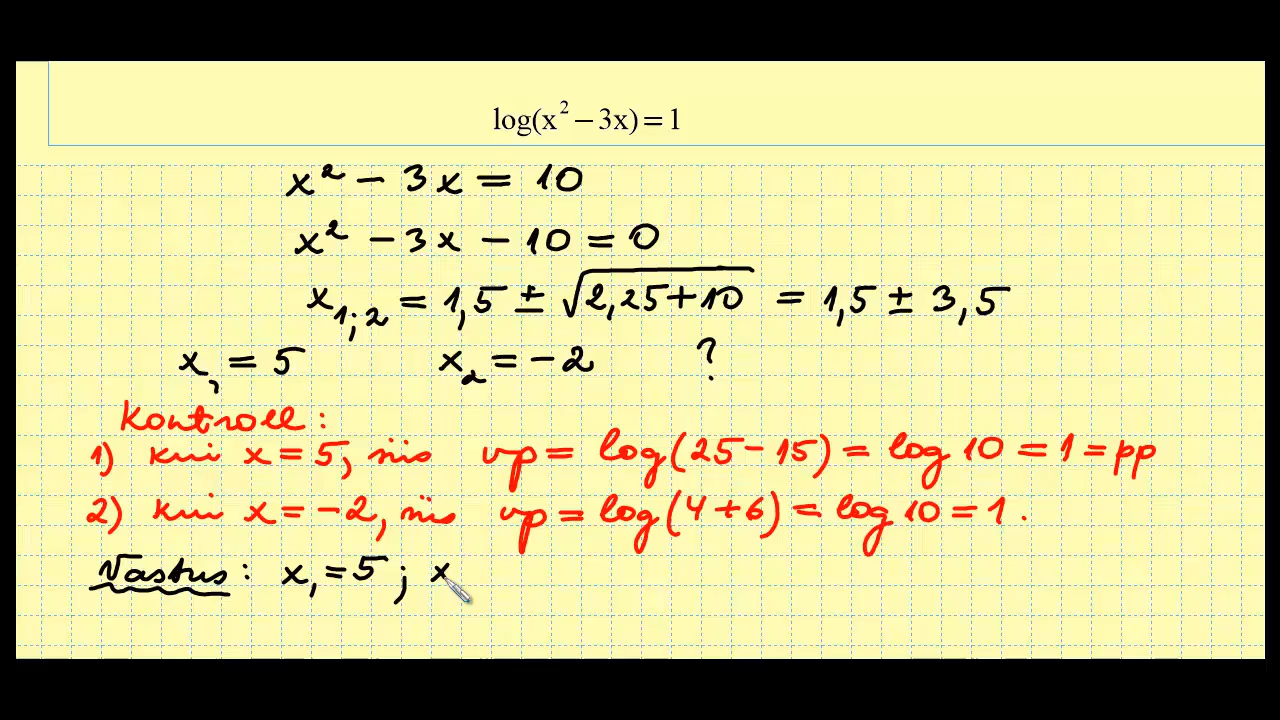 log(x² − 3x) = 1
x² − 3x = 10
x² − 3x − 10 = 0
x₁;₂ = 1,5 ± √(2,25+10) = 1,5 ± 3,5
x₁ = 5 x₂ = −2 ?
Kontroll:
1) kui x = 5, siis vp = log(25−15) = log 10 = 1 = pp
2) kui x = −2, siis vp = log(4+6) = log 10 = 1.
Vastus: x₁ = 5 ; x